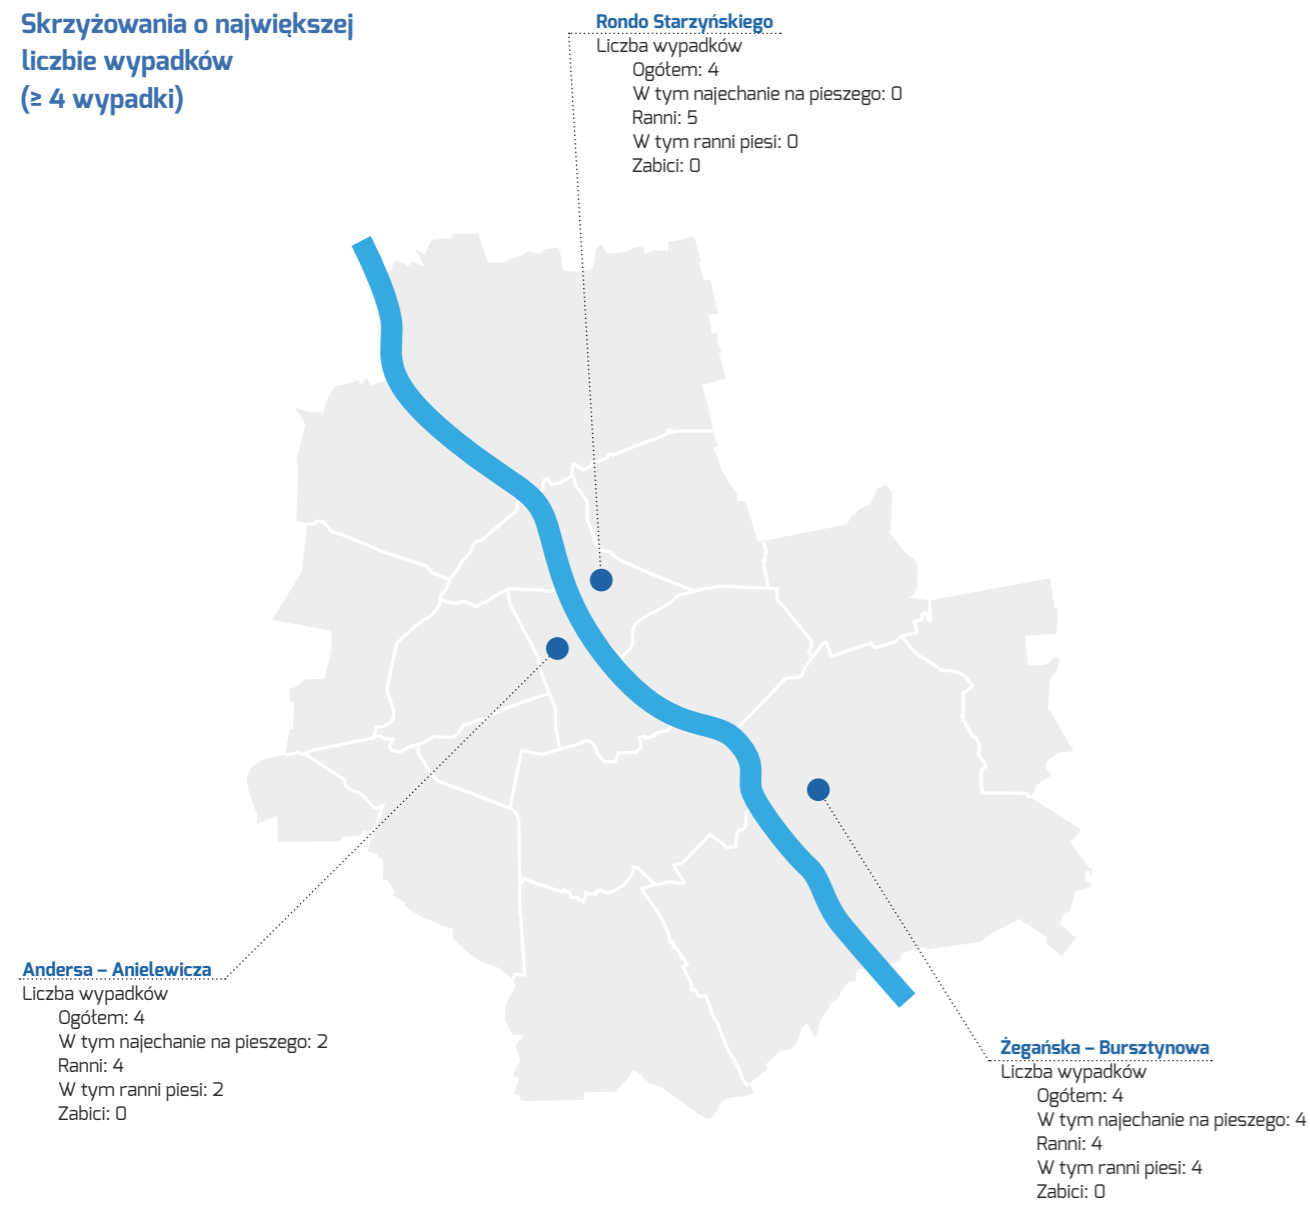 Skrzyżowania o największej
liczbie wypadków
(≥ 4 wypadki)
Rondo Starzyńskiego
Liczba wypadków
Ogółem: 4
W tym najechanie na pieszego: 0
Ranni: 5
W tym ranni piesi: 0
Zabici: 0
Andersa – Anielewicza
Liczba wypadków
Ogółem: 4
W tym najechanie na pieszego: 2
Ranni: 4
W tym ranni piesi: 2
Zabici: 0
Żegańska – Bursztynowa
Liczba wypadków
Ogółem: 4
W tym najechanie na pieszego: 4
Ranni: 4
W tym ranni piesi: 4
Zabici: 0